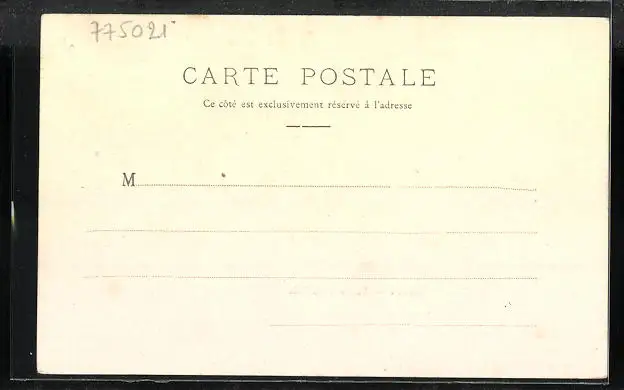 775021
CARTE POSTALE
Ce côté est exclusivement réservé à l'adresse
M